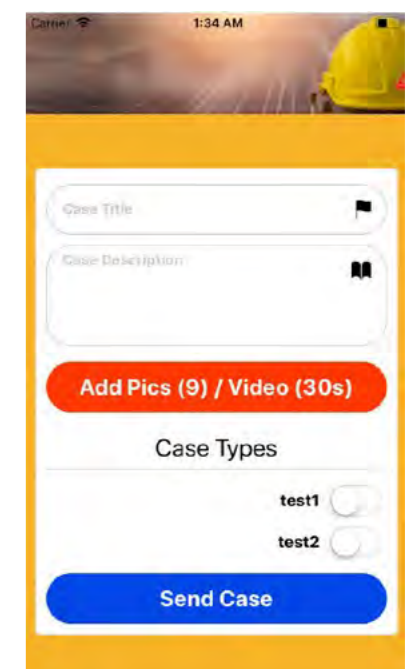 Carrier 1:34 AM
Case Title
Case Description
Add Pics (9) / Video (30s)
Case Types
test1
test2
Send Case